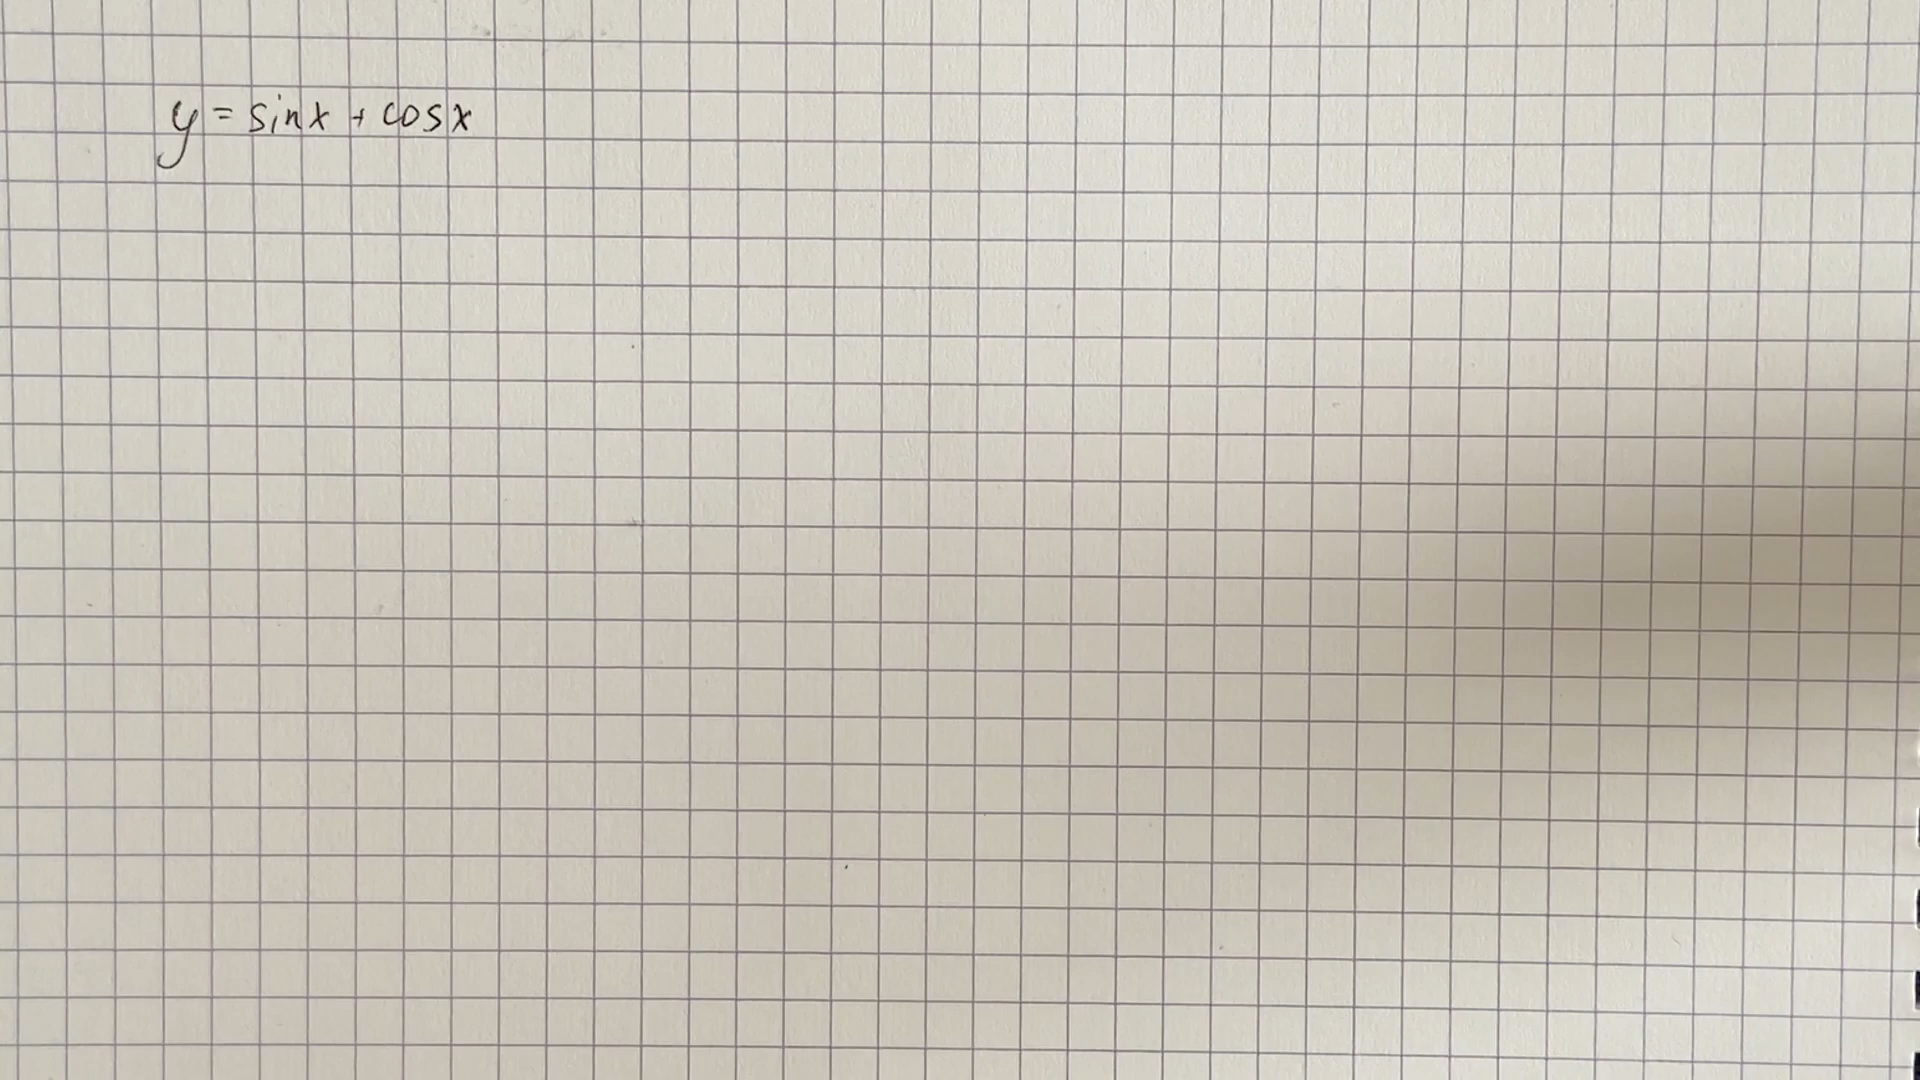 y = sinx + cosx